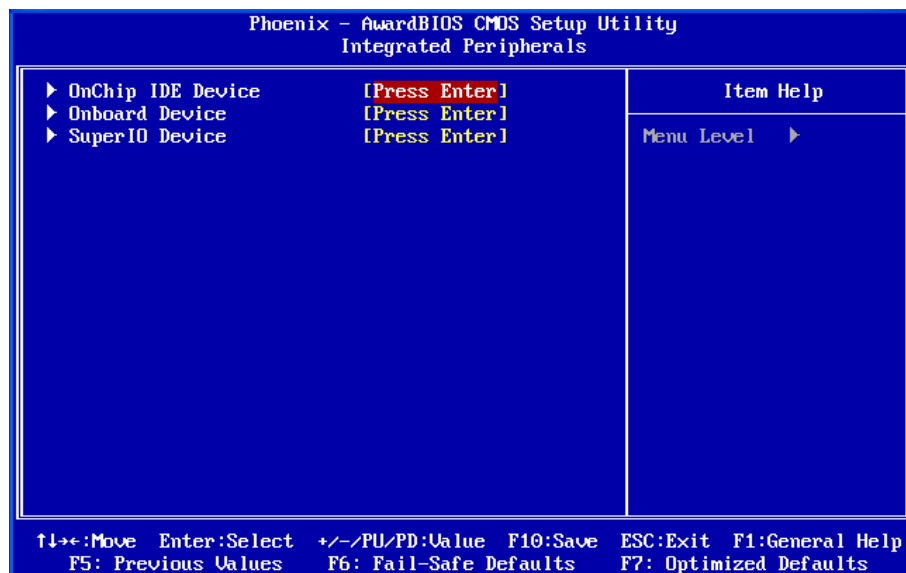 Phoenix - AwardBIOS CMOS Setup Utility
Integrated Peripherals
▶ OnChip IDE Device [Press Enter]
▶ Onboard Device [Press Enter]
▶ SuperIO Device [Press Enter]
Item Help
Menu Level ▶
↑↓→←:Move Enter:Select +/-/PU/PD:Value F10:Save ESC:Exit F1:General Help
F5: Previous Values F6: Fail-Safe Defaults F7: Optimized Defaults